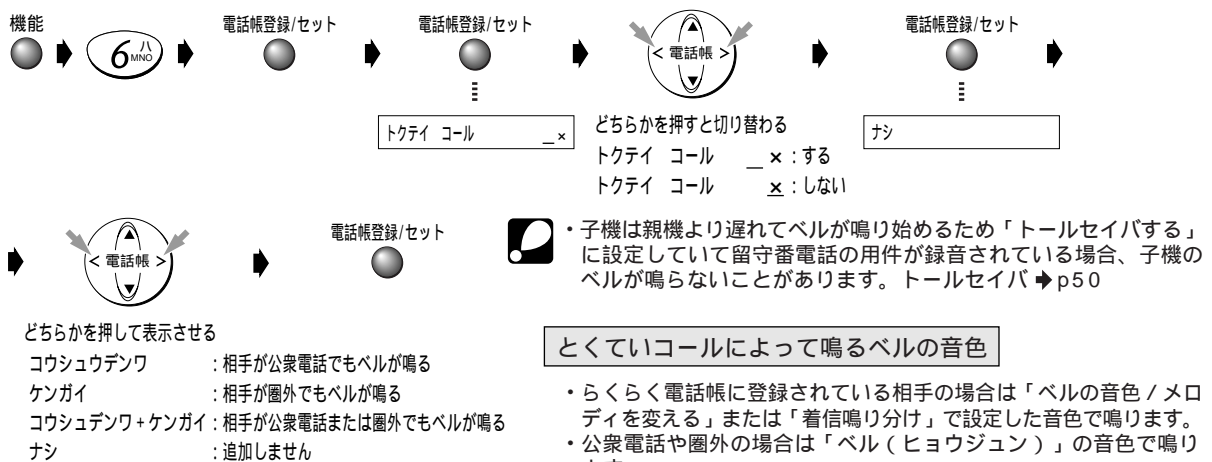 機能
6 ハ MNO
電話帳登録/セット
電話帳登録/セット
トクテイ コール _×
< 電話帳 >
どちらかを押すと切り替わる
トクテイ コール _ ×:する
トクテイ コール ×:しない
電話帳登録/セット
ナシ
< 電話帳 >
どちらかを押して表示させる
コウシュウデンワ :相手が公衆電話でもベルが鳴る
ケンガイ :相手が圏外でもベルが鳴る
コウシュデンワ+ケンガイ:相手が公衆電話または圏外でもベルが鳴る
ナシ :追加しません
電話帳登録/セット
・子機は親機より遅れてベルが鳴り始めるため「トールセイバする」
に設定していて留守番電話の用件が録音されている場合、子機の
ベルが鳴らないことがあります。トールセイバ ➡p50
とくていコールによって鳴るベルの音色
・らくらく電話帳に登録されている相手の場合は「ベルの音色/メロ
ディを変える」または「着信鳴り分け」で設定した音色で鳴ります。
・公衆電話や圏外の場合は「ベル(ヒョウジュン)」の音色で鳴り